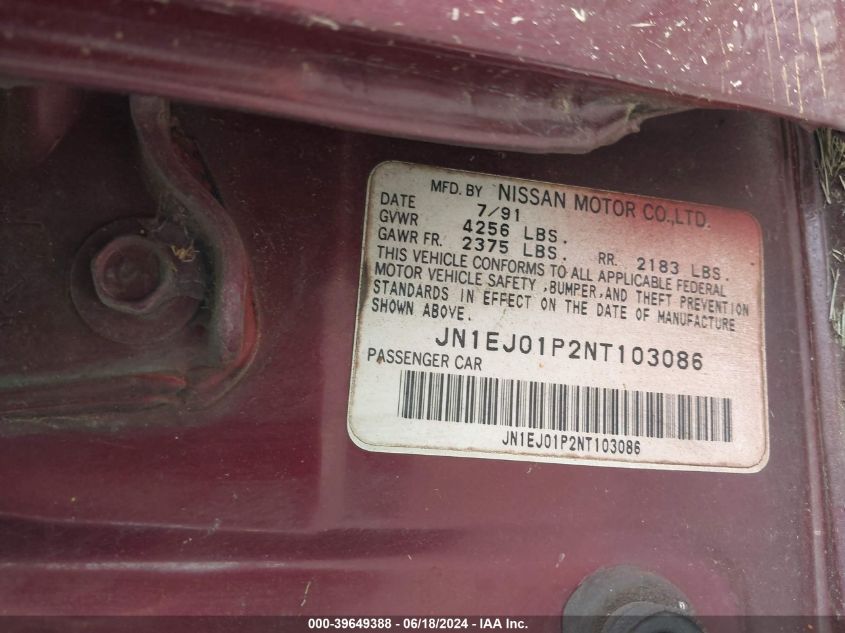 MFD. BY NISSAN MOTOR CO.,LTD.
DATE 7/91
GVWR 4256 LBS.
GAWR FR. 2375 LBS. RR. 2183 LBS.
THIS VEHICLE CONFORMS TO ALL APPLICABLE FEDERAL
MOTOR VEHICLE SAFETY ,BUMPER,AND THEFT PREVENTION
STANDARDS IN EFFECT ON THE DATE OF MANUFACTURE
SHOWN ABOVE.
JN1EJ01P2NT103086
PASSENGER CAR
JN1EJ01P2NT103086
000-39649388 - 06/18/2024 - IAA Inc.